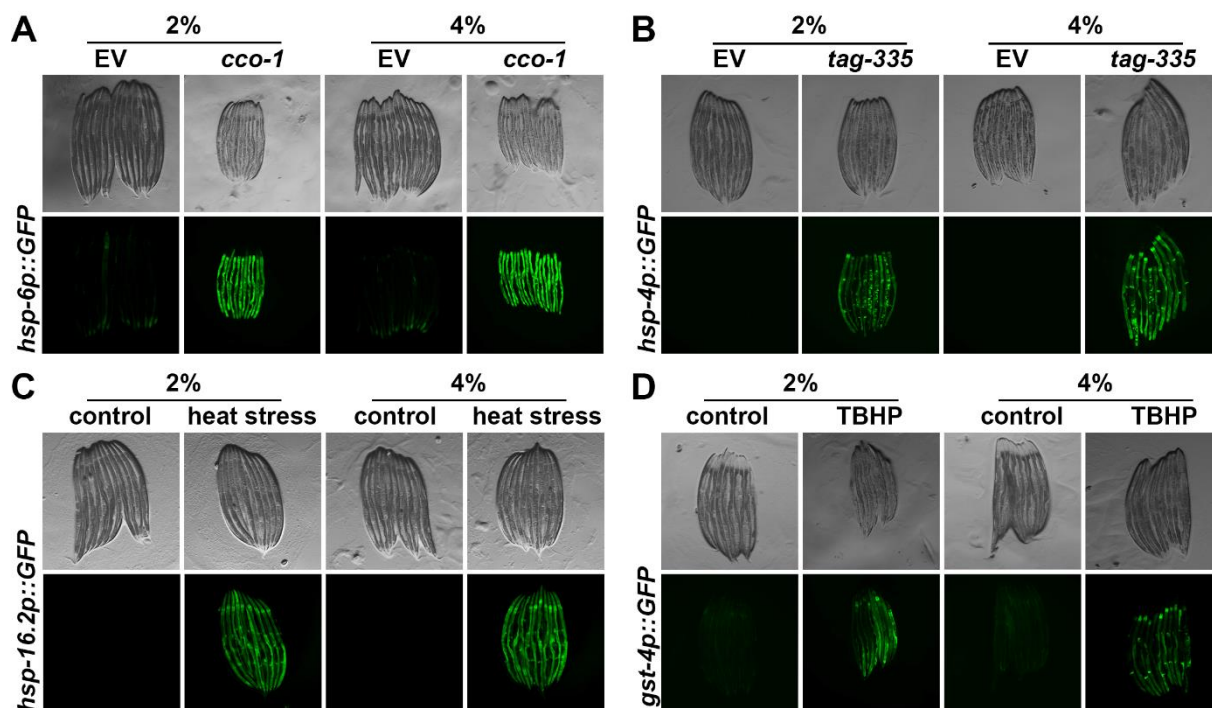 A
2%
4%
EV
cco-1
EV
cco-1
hsp-6p::GFP
B
2%
4%
EV
tag-335
EV
tag-335
hsp-4p::GFP
C
2%
4%
control
heat stress
control
heat stress
hsp-16.2p::GFP
D
2%
4%
control
TBHP
control
TBHP
gst-4p::GFP